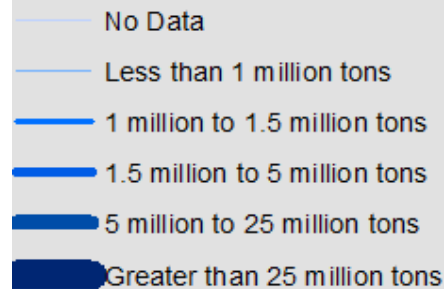 No Data
Less than 1 million tons
1 million to 1.5 million tons
1.5 million to 5 million tons
5 million to 25 million tons
Greater than 25 million tons